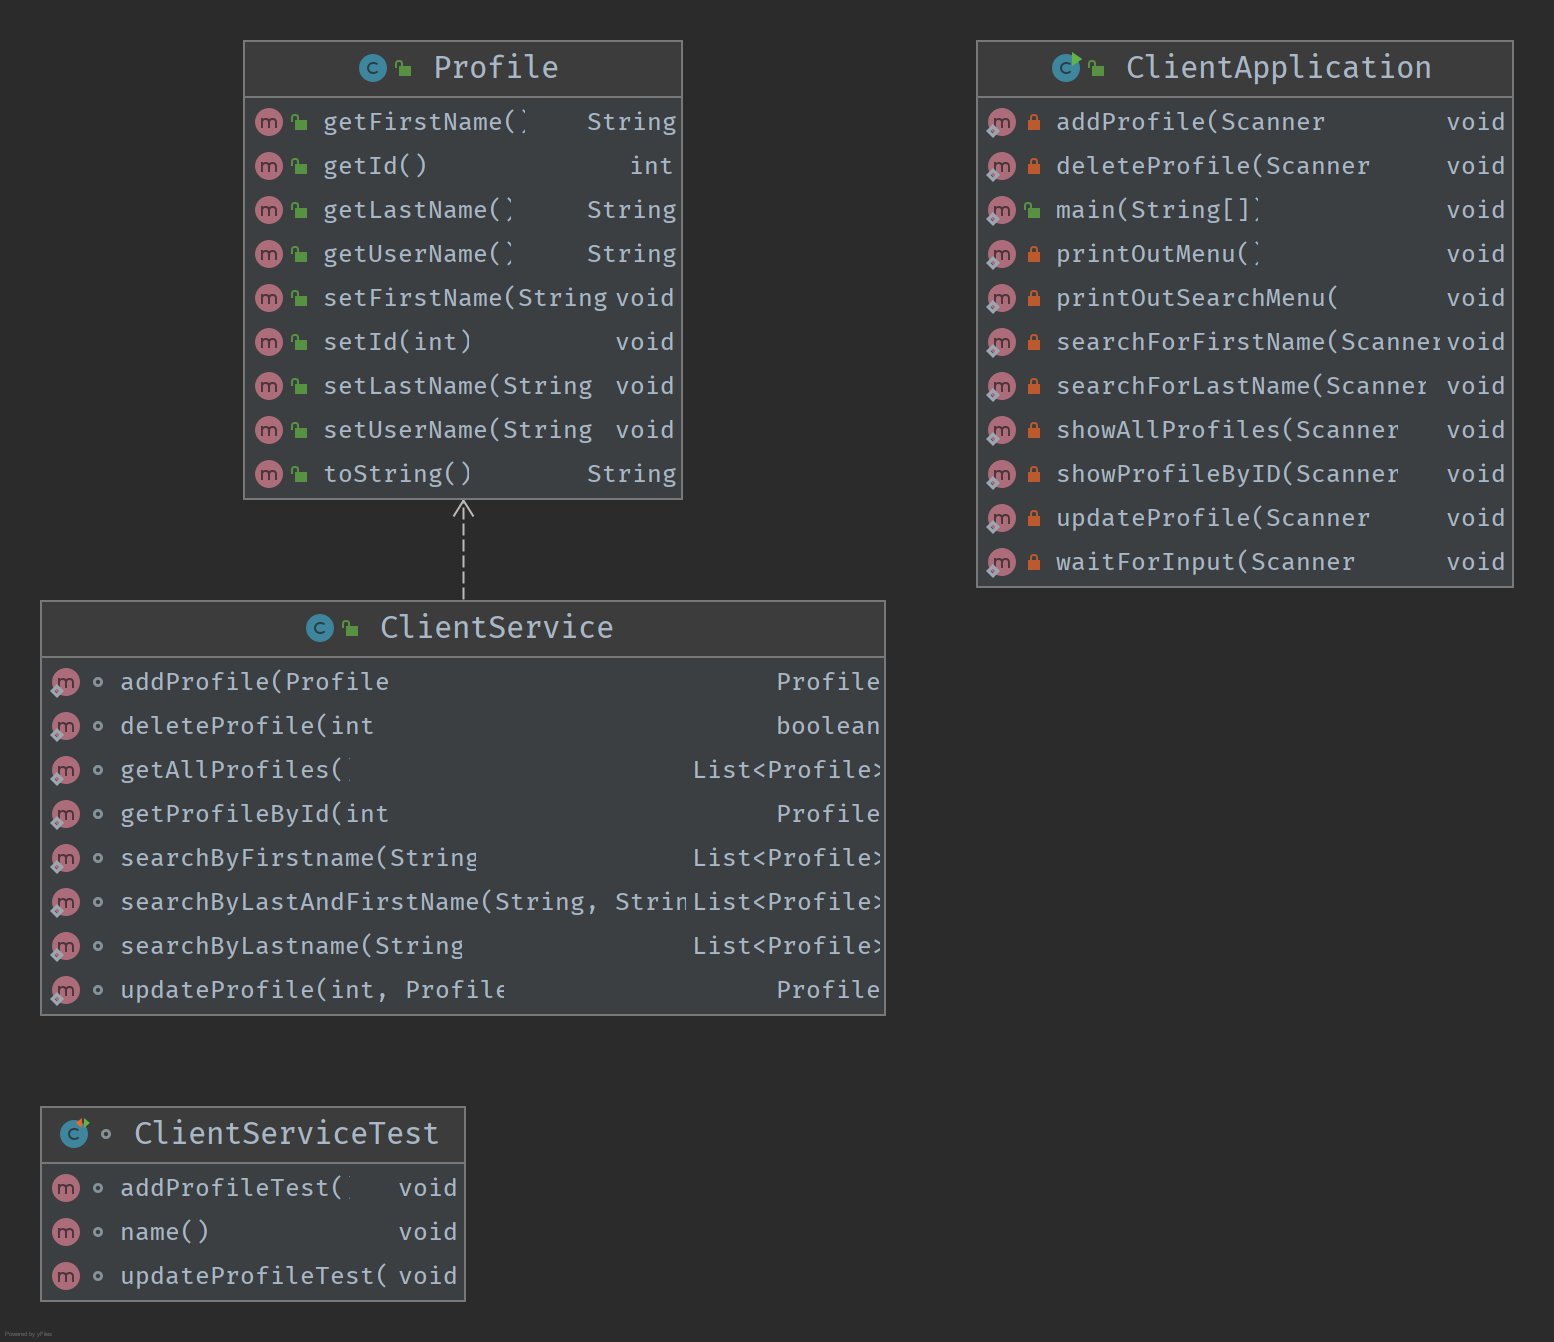 Profile
getFirstName() String
getId() int
getLastName() String
getUserName() String
setFirstName(String void
setId(int) void
setLastName(String void
setUserName(String void
toString() String
ClientApplication
addProfile(Scanner void
deleteProfile(Scanner void
main(String[]) void
printOutMenu() void
printOutSearchMenu( void
searchForFirstName(Scanner void
searchForLastName(Scanner void
showAllProfiles(Scanner void
showProfileByID(Scanner void
updateProfile(Scanner void
waitForInput(Scanner void
ClientService
addProfile(Profile Profile
deleteProfile(int boolean
getAllProfiles() List<Profile>
getProfileById(int Profile
searchByFirstname(String List<Profile>
searchByLastAndFirstName(String, Strin List<Profile>
searchByLastname(String List<Profile>
updateProfile(int, Profile Profile
ClientServiceTest
addProfileTest() void
name() void
updateProfileTest( void
Powered by yFiles